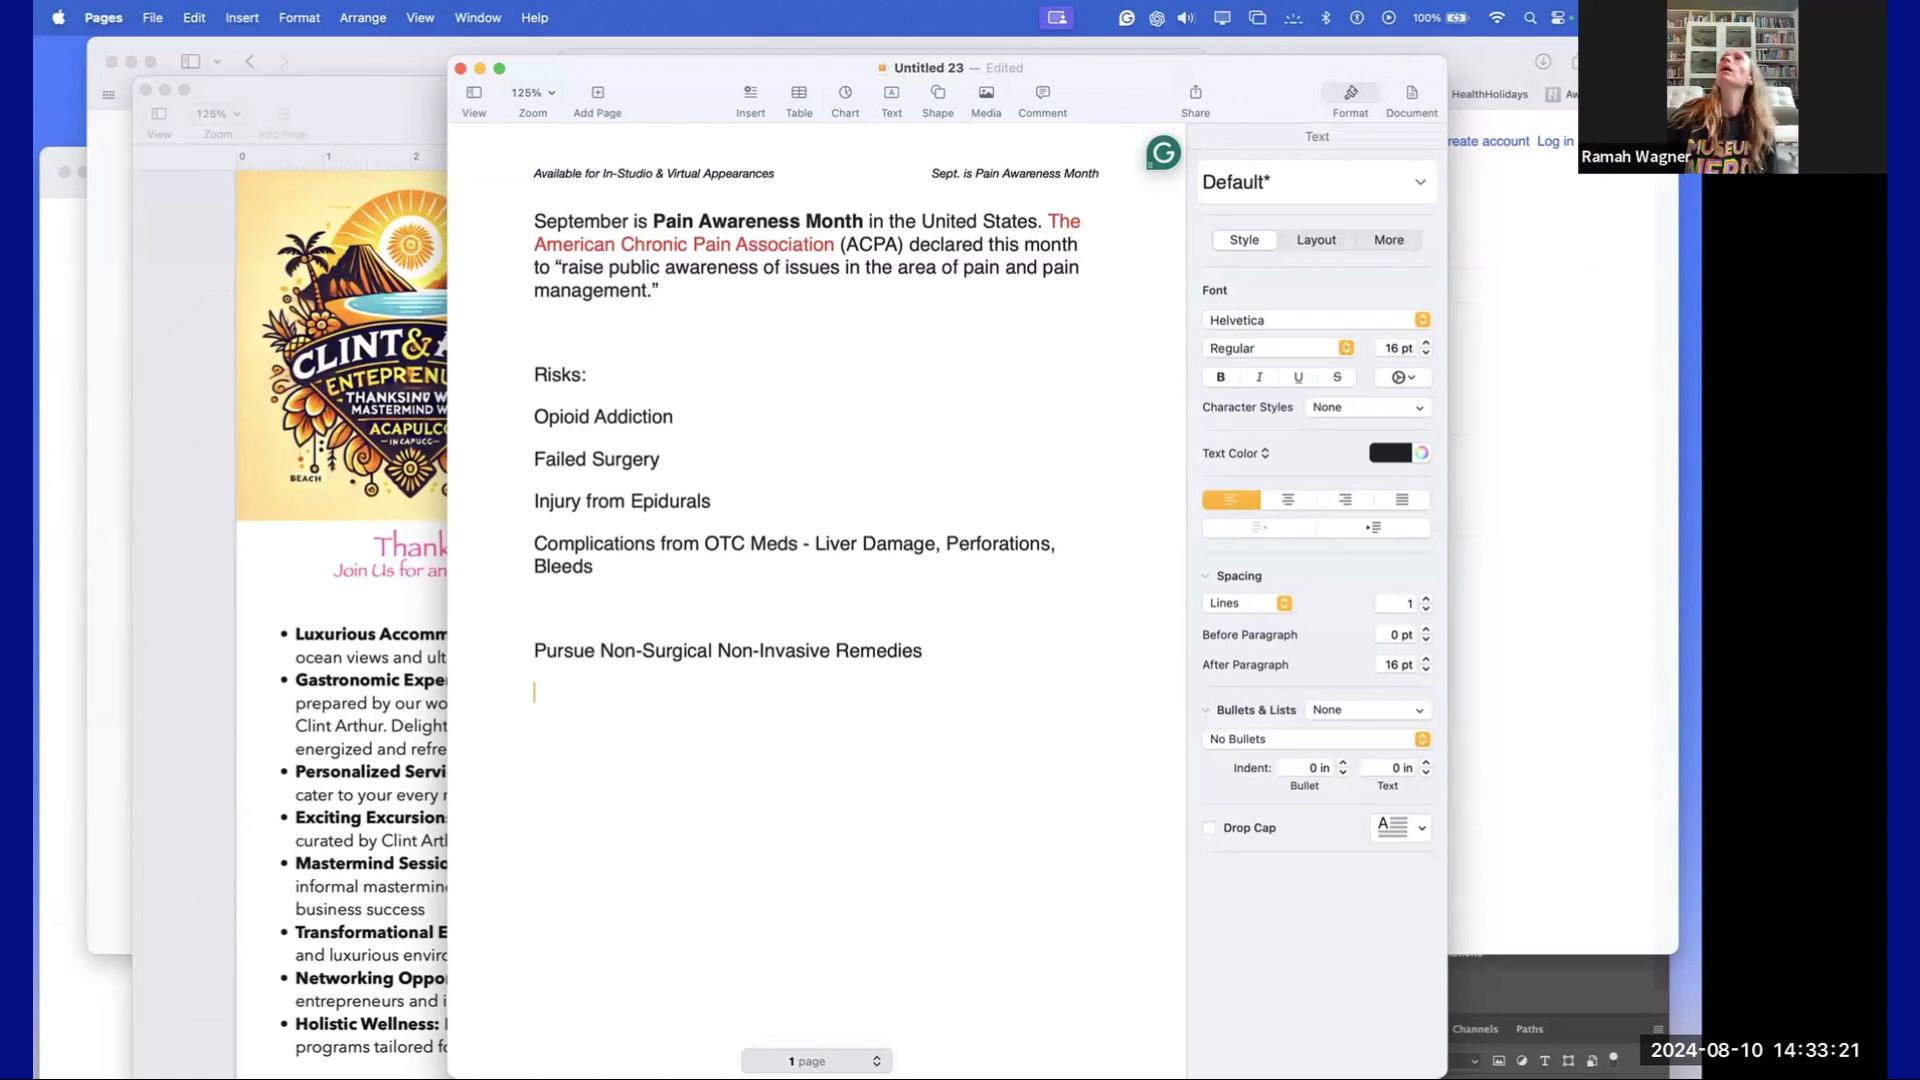 Pages File Edit Insert Format Arrange View Window Help 100%
Untitled 23 — Edited
125%
View Zoom Add Page Insert Table Chart Text Shape Media Comment Share Format Document
125%
View Zoom Add Page
0 1 2
HealthHolidays
create account Log in
Ramah Wagner
Available for In-Studio & Virtual Appearances Sept. is Pain Awareness Month
September is Pain Awareness Month in the United States. The
American Chronic Pain Association (ACPA) declared this month
to “raise public awareness of issues in the area of pain and pain
management.”
Risks:
Opioid Addiction
Failed Surgery
Injury from Epidurals
Complications from OTC Meds - Liver Damage, Perforations,
Bleeds
Pursue Non-Surgical Non-Invasive Remedies
1 page
CLINT&
ENTEPREN
THANKSING
MASTERMIND W
ACAPULCO
BEACH
Thank
Join Us for an
• Luxurious Accomm
ocean views and ult
• Gastronomic Expe
prepared by our wo
Clint Arthur. Delight
energized and refre
• Personalized Servi
cater to your every
• Exciting Excursion
curated by Clint Art
• Mastermind Sessio
informal mastermin
business success
• Transformational E
and luxurious enviro
• Networking Oppo
entrepreneurs and i
• Holistic Wellness:
programs tailored fo
Text
Default*
Style Layout More
Font
Helvetica
Regular 16 pt
B I U S
Character Styles None
Text Color
Spacing
Lines 1
Before Paragraph 0 pt
After Paragraph 16 pt
Bullets & Lists None
No Bullets
Indent: 0 in 0 in
Bullet Text
Drop Cap
Channels Paths
2024-08-10 14:33:21